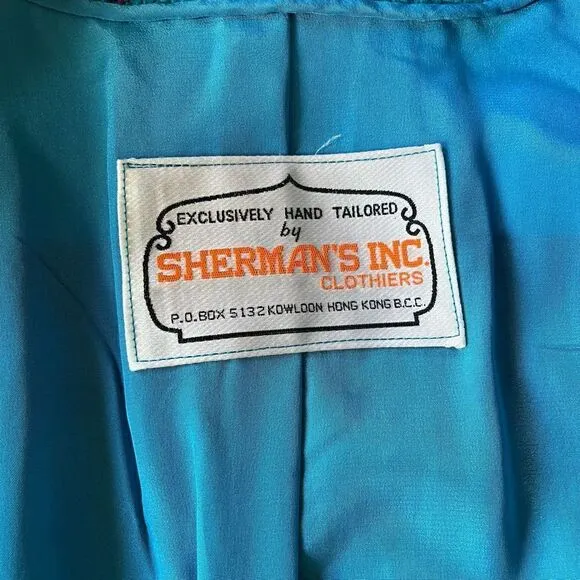 EXCLUSIVELY HAND TAILORED
by
SHERMAN'S INC.
CLOTHIERS
P.O.BOX 5132 KOWLOON HONG KONG B.C.C.